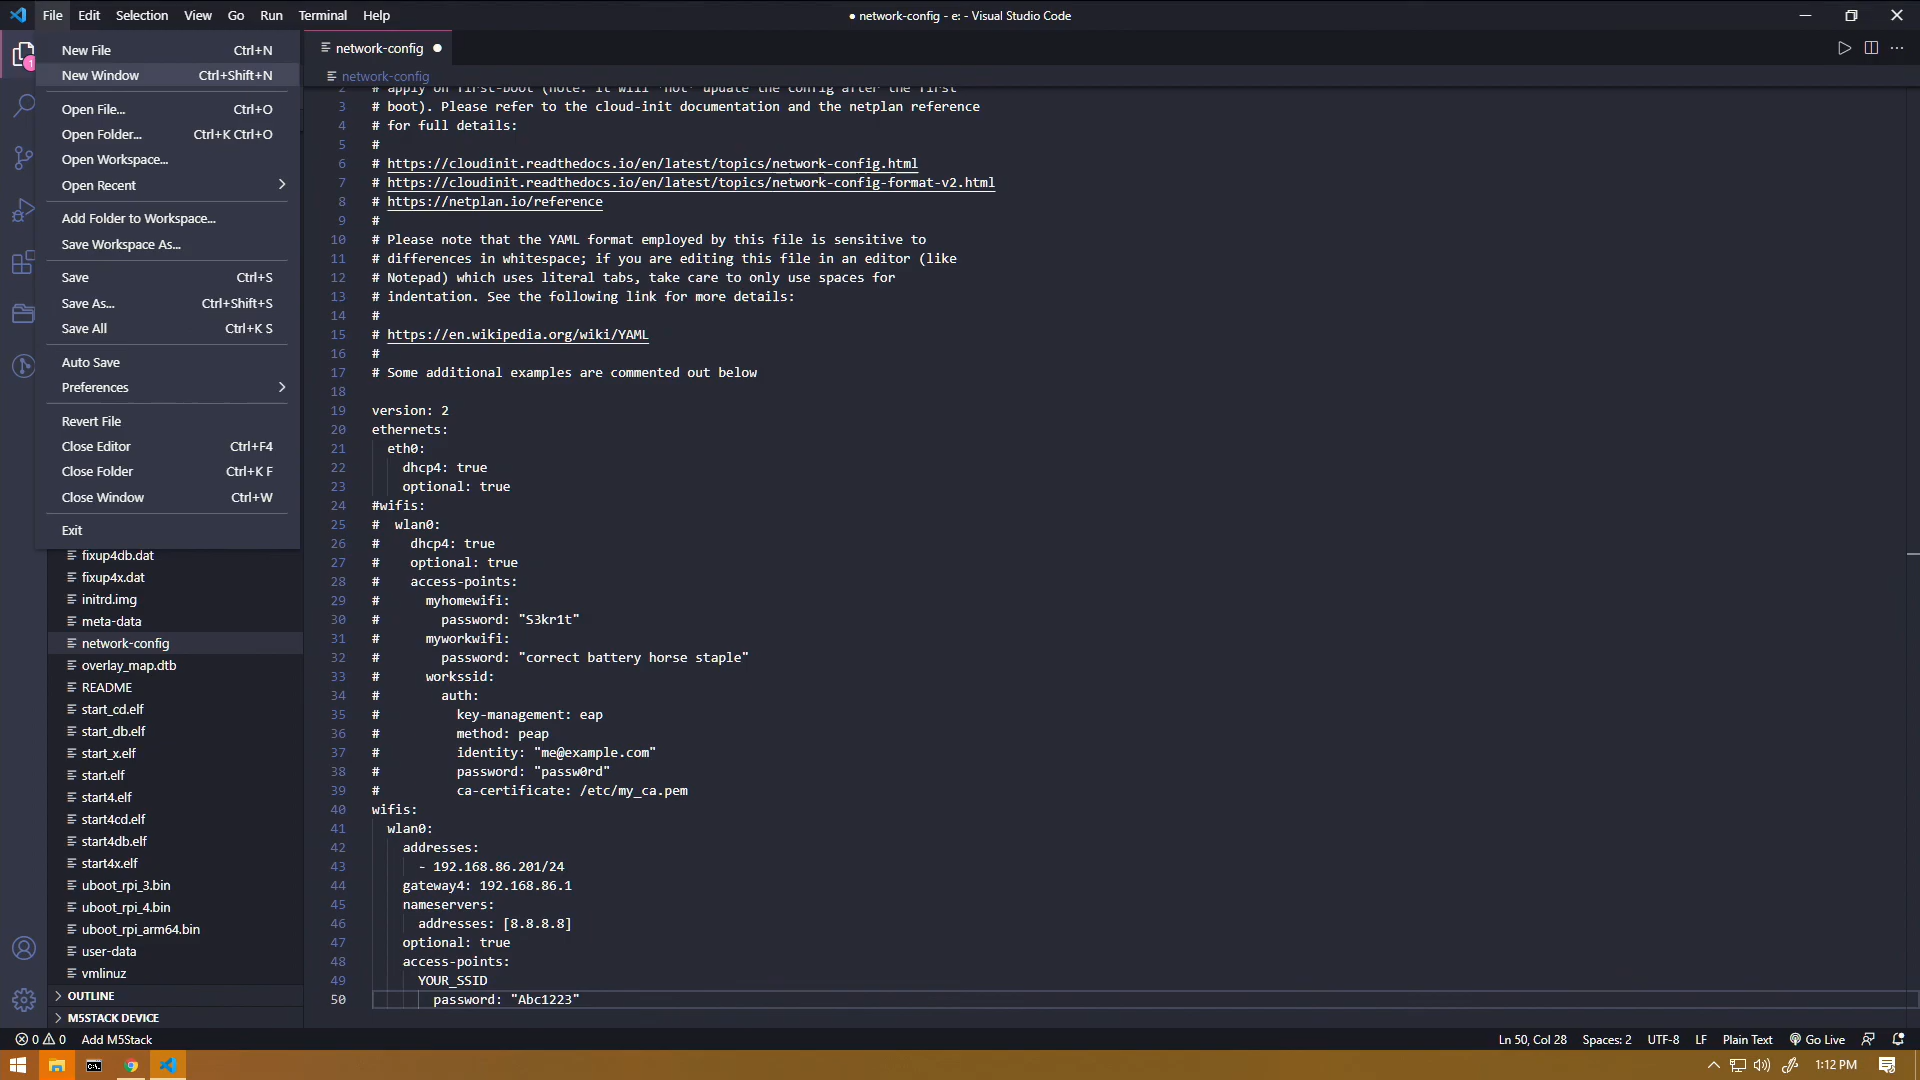 File Edit Selection View Go Run Terminal Help
● network-config - e: - Visual Studio Code
New File Ctrl+N
New Window Ctrl+Shift+N
Open File... Ctrl+O
Open Folder... Ctrl+K Ctrl+O
Open Workspace...
Open Recent
Add Folder to Workspace...
Save Workspace As...
Save Ctrl+S
Save As... Ctrl+Shift+S
Save All Ctrl+K S
Auto Save
Preferences
Revert File
Close Editor Ctrl+F4
Close Folder Ctrl+K F
Close Window Ctrl+W
Exit
1
fixup4db.dat
fixup4x.dat
initrd.img
meta-data
network-config
overlay_map.dtb
README
start_cd.elf
start_db.elf
start_x.elf
start.elf
start4.elf
start4cd.elf
start4db.elf
start4x.elf
uboot_rpi_3.bin
uboot_rpi_4.bin
uboot_rpi_arm64.bin
user-data
vmlinuz
OUTLINE
M5STACK DEVICE
network-config ●
network-config
2 # apply on first-boot (note: it will *not* update the config after the first
3 # boot). Please refer to the cloud-init documentation and the netplan reference
4 # for full details:
5 #
6 # https://cloudinit.readthedocs.io/en/latest/topics/network-config.html
7 # https://cloudinit.readthedocs.io/en/latest/topics/network-config-format-v2.html
8 # https://netplan.io/reference
9 #
10 # Please note that the YAML format employed by this file is sensitive to
11 # differences in whitespace; if you are editing this file in an editor (like
12 # Notepad) which uses literal tabs, take care to only use spaces for
13 # indentation. See the following link for more details:
14 #
15 # https://en.wikipedia.org/wiki/YAML
16 #
17 # Some additional examples are commented out below
18
19 version: 2
20 ethernets:
21   eth0:
22     dhcp4: true
23     optional: true
24 #wifis:
25 #  wlan0:
26 #    dhcp4: true
27 #    optional: true
28 #    access-points:
29 #      myhomewifi:
30 #        password: "S3kr1t"
31 #      myworkwifi:
32 #        password: "correct battery horse staple"
33 #      workssid:
34 #        auth:
35 #          key-management: eap
36 #          method: peap
37 #          identity: "me@example.com"
38 #          password: "passw0rd"
39 #          ca-certificate: /etc/my_ca.pem
40 wifis:
41   wlan0:
42     addresses:
43       - 192.168.86.201/24
44     gateway4: 192.168.86.1
45     nameservers:
46       addresses: [8.8.8.8]
47     optional: true
48     access-points:
49       YOUR_SSID
50         password: "Abc1223"
0 0 Add M5Stack
Ln 50, Col 28 Spaces: 2 UTF-8 LF Plain Text Go Live
1:12 PM